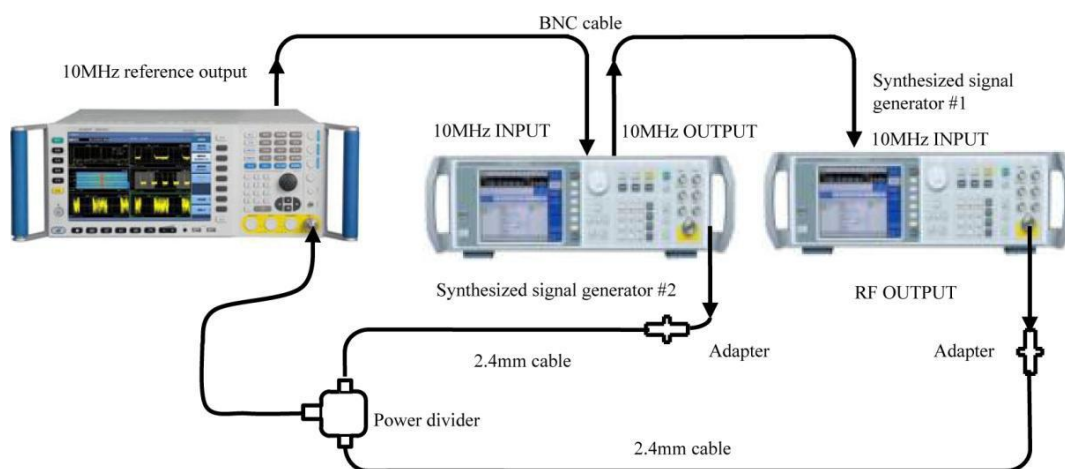 BNC cable
10MHz reference output
Synthesized signal
generator #1
10MHz INPUT
10MHz OUTPUT
10MHz INPUT
Synthesized signal generator #2
RF OUTPUT
Adapter
Adapter
2.4mm cable
Power divider
2.4mm cable